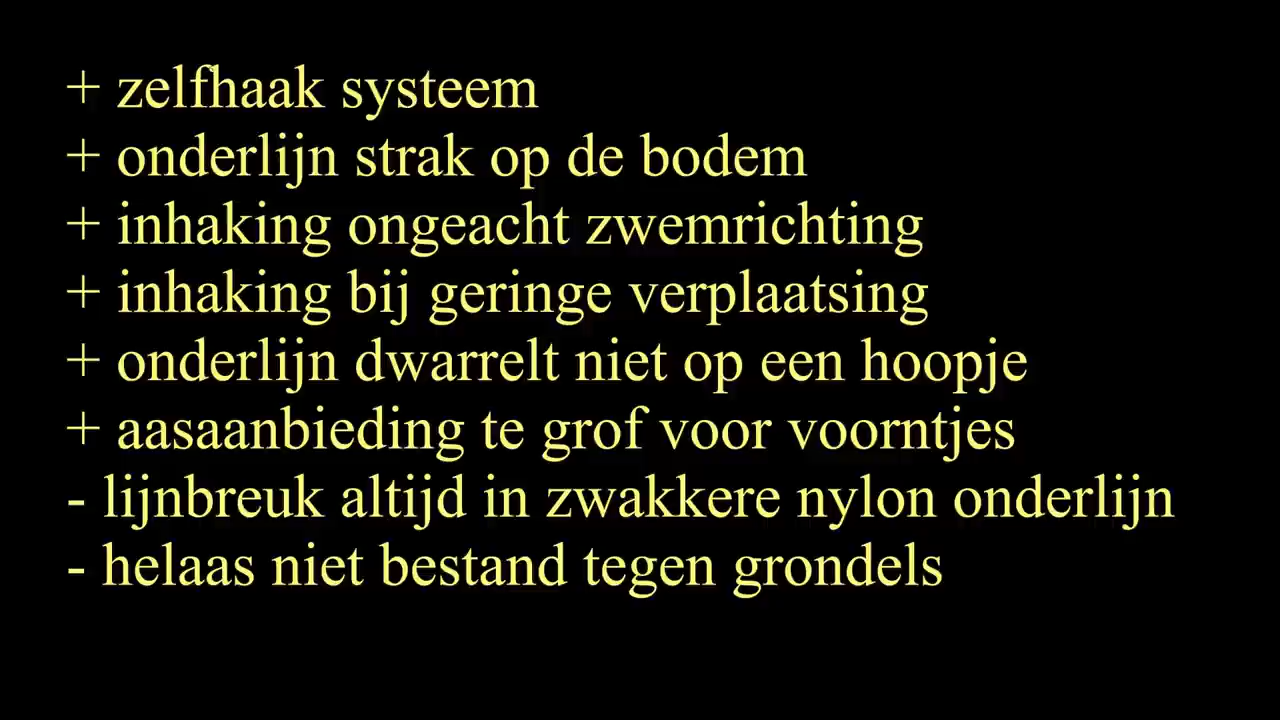 + zelfhaak systeem
+ onderlijn strak op de bodem
+ inhaking ongeacht zwemrichting
+ inhaking bij geringe verplaatsing
+ onderlijn dwarrelt niet op een hoopje
+ aasaanbieding te grof voor voorntjes
- lijnbreuk altijd in zwakkere nylon onderlijn
- helaas niet bestand tegen grondels